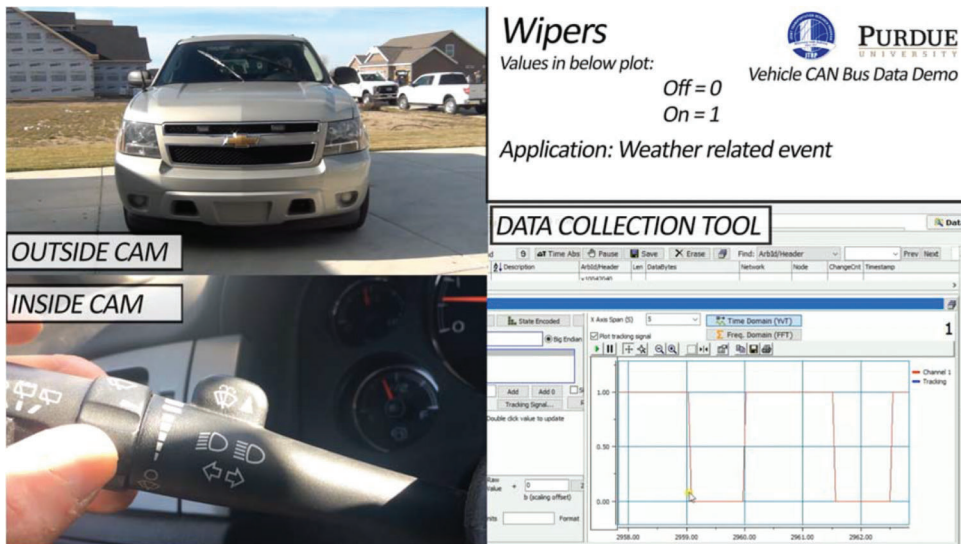 OUTSIDE CAM
INSIDE CAM
Wipers
Values in below plot:
Off = 0
On = 1
Application: Weather related event
JTRP
PURDUE
UNIVERSITY
Vehicle CAN Bus Data Demo
DATA COLLECTION TOOL
Data
Time Abs Pause Save Erase Find: ArbId/Header Prev Next
Description ArbId/Header Len DataBytes Network Node ChangeCnt Timestamp
State Encoded
Big Endian
Add Add 0
Tracking Signal...
Double click value to update
Raw
Value + 0
b (scaling offset)
Format
X Axis Span (S) 5 Time Domain (YvT)
Plot tracking signal Freq. Domain (FFT)
1
Channel 1
Tracking
1.00
0.50
0.00
2958.00 2959.00 2960.00 2961.00 2962.00